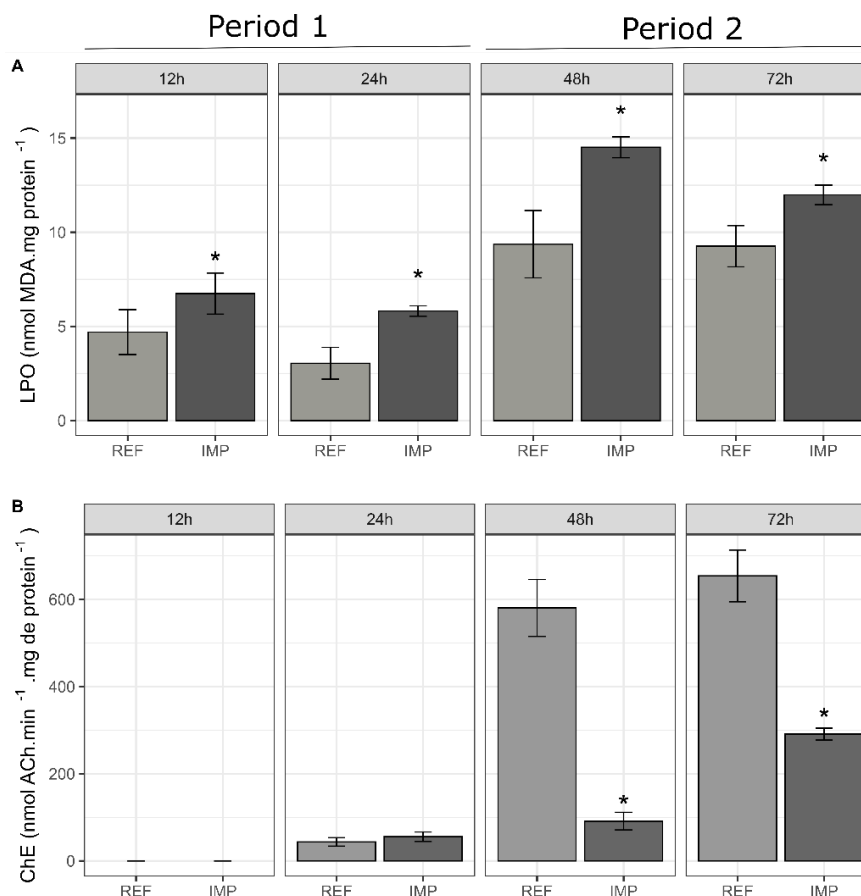 Period 1 Period 2
A
12h 24h 48h 72h
LPO (nmol MDA.mg protein -1 )
15
10
5
0
* * * *
REF IMP REF IMP REF IMP REF IMP
B
12h 24h 48h 72h
ChE (nmol ACh.min -1 .mg de protein -1 )
600
400
200
0
* *
REF IMP REF IMP REF IMP REF IMP